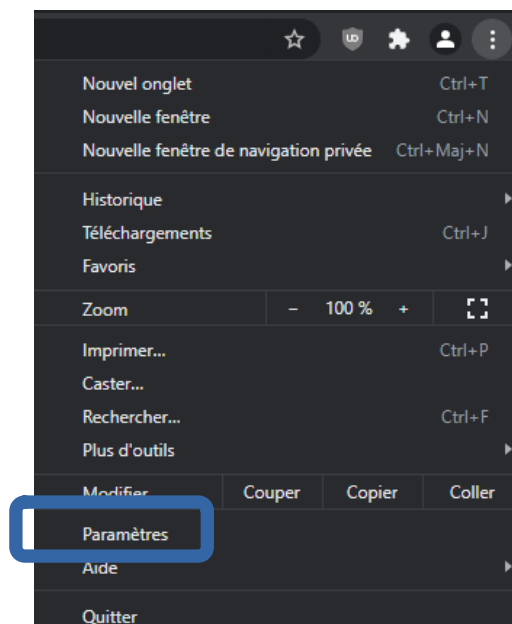 Nouvel onglet Ctrl+T
Nouvelle fenêtre Ctrl+N
Nouvelle fenêtre de navigation privée Ctrl+Maj+N
Historique
Téléchargements Ctrl+J
Favoris
Zoom – 100 % +
Imprimer... Ctrl+P
Caster...
Rechercher... Ctrl+F
Plus d'outils
Modifier Couper Copier Coller
Paramètres
Aide
Quitter